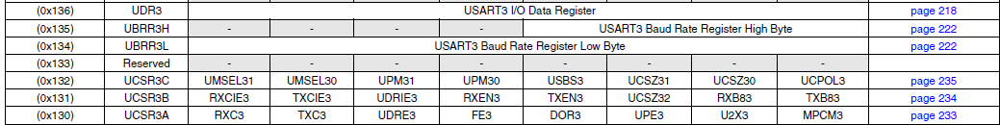 (0x136) UDR3 USART3 I/O Data Register page 218
(0x135) UBRR3H - - - - USART3 Baud Rate Register High Byte page 222
(0x134) UBRR3L USART3 Baud Rate Register Low Byte page 222
(0x133) Reserved - - - - - - - -
(0x132) UCSR3C UMSEL31 UMSEL30 UPM31 UPM30 USBS3 UCSZ31 UCSZ30 UCPOL3 page 235
(0x131) UCSR3B RXCIE3 TXCIE3 UDRIE3 RXEN3 TXEN3 UCSZ32 RXB83 TXB83 page 234
(0x130) UCSR3A RXC3 TXC3 UDRE3 FE3 DOR3 UPE3 U2X3 MPCM3 page 233